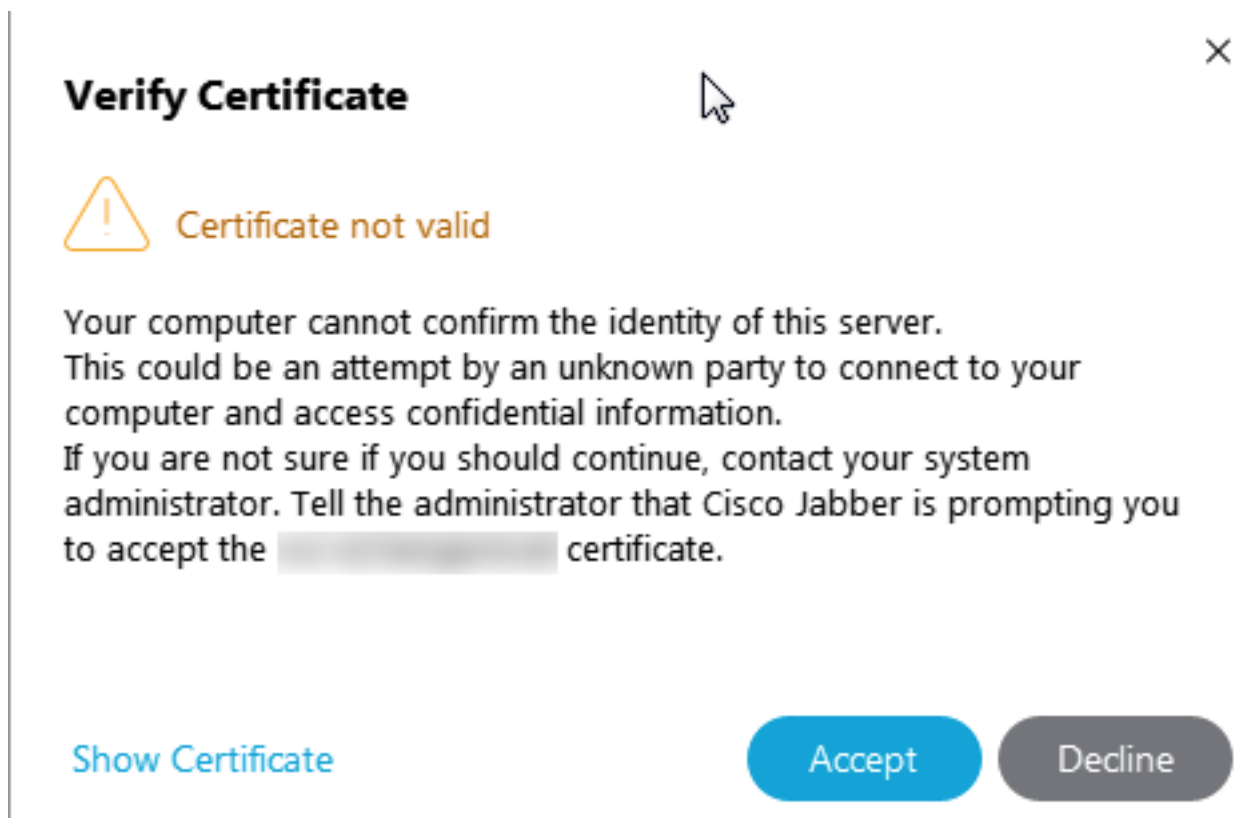 Verify Certificate
Certificate not valid
Your computer cannot confirm the identity of this server.
This could be an attempt by an unknown party to connect to your
computer and access confidential information.
If you are not sure if you should continue, contact your system
administrator. Tell the administrator that Cisco Jabber is prompting you
to accept the certificate.
Show Certificate
Accept
Decline